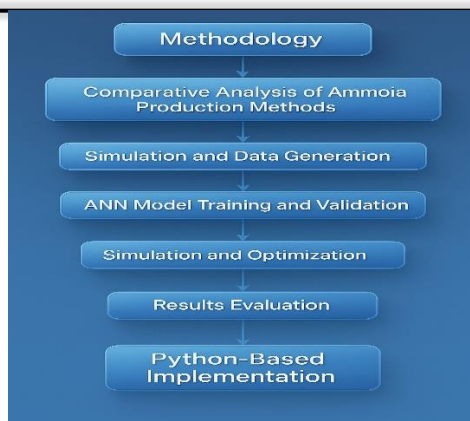 Methodology
Comparative Analysis of Ammoia
Production Methods
Simulation and Data Generation
ANN Model Training and Validation
Simulation and Optimization
Results Evaluation
Python-Based
Implementation